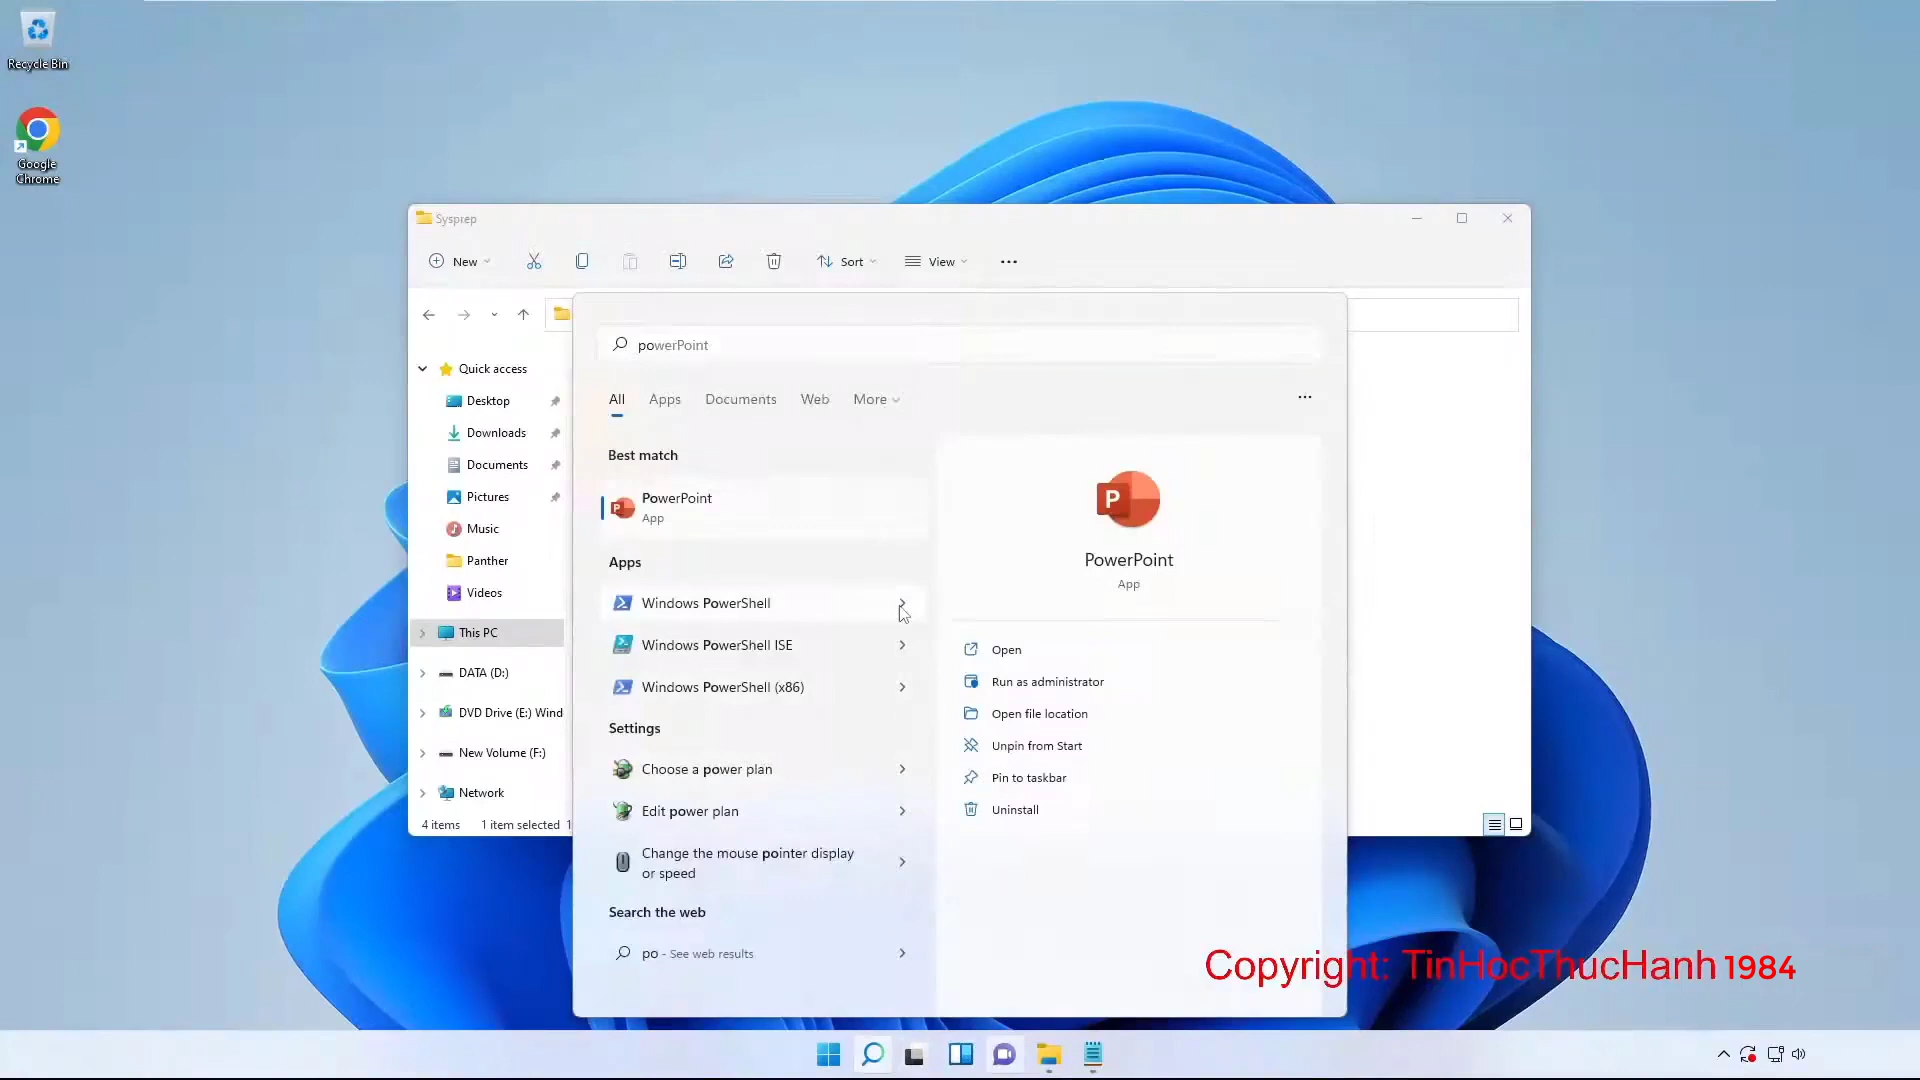 Recycle Bin
Google
Chrome
Sysprep
New
Sort
View
powerPoint
All
Apps
Documents
Web
More
Quick access
Desktop
Downloads
Documents
Pictures
Music
Panther
Videos
This PC
DATA (D:)
DVD Drive (E:) Wind
New Volume (F:)
Network
4 items
1 item selected
Best match
PowerPoint
App
Apps
Windows PowerShell
Windows PowerShell ISE
Windows PowerShell (x86)
Settings
Choose a power plan
Edit power plan
Change the mouse pointer display
or speed
Search the web
po - See web results
P
PowerPoint
App
Open
Run as administrator
Open file location
Unpin from Start
Pin to taskbar
Uninstall
Copyright: TinHocThucHanh 1984